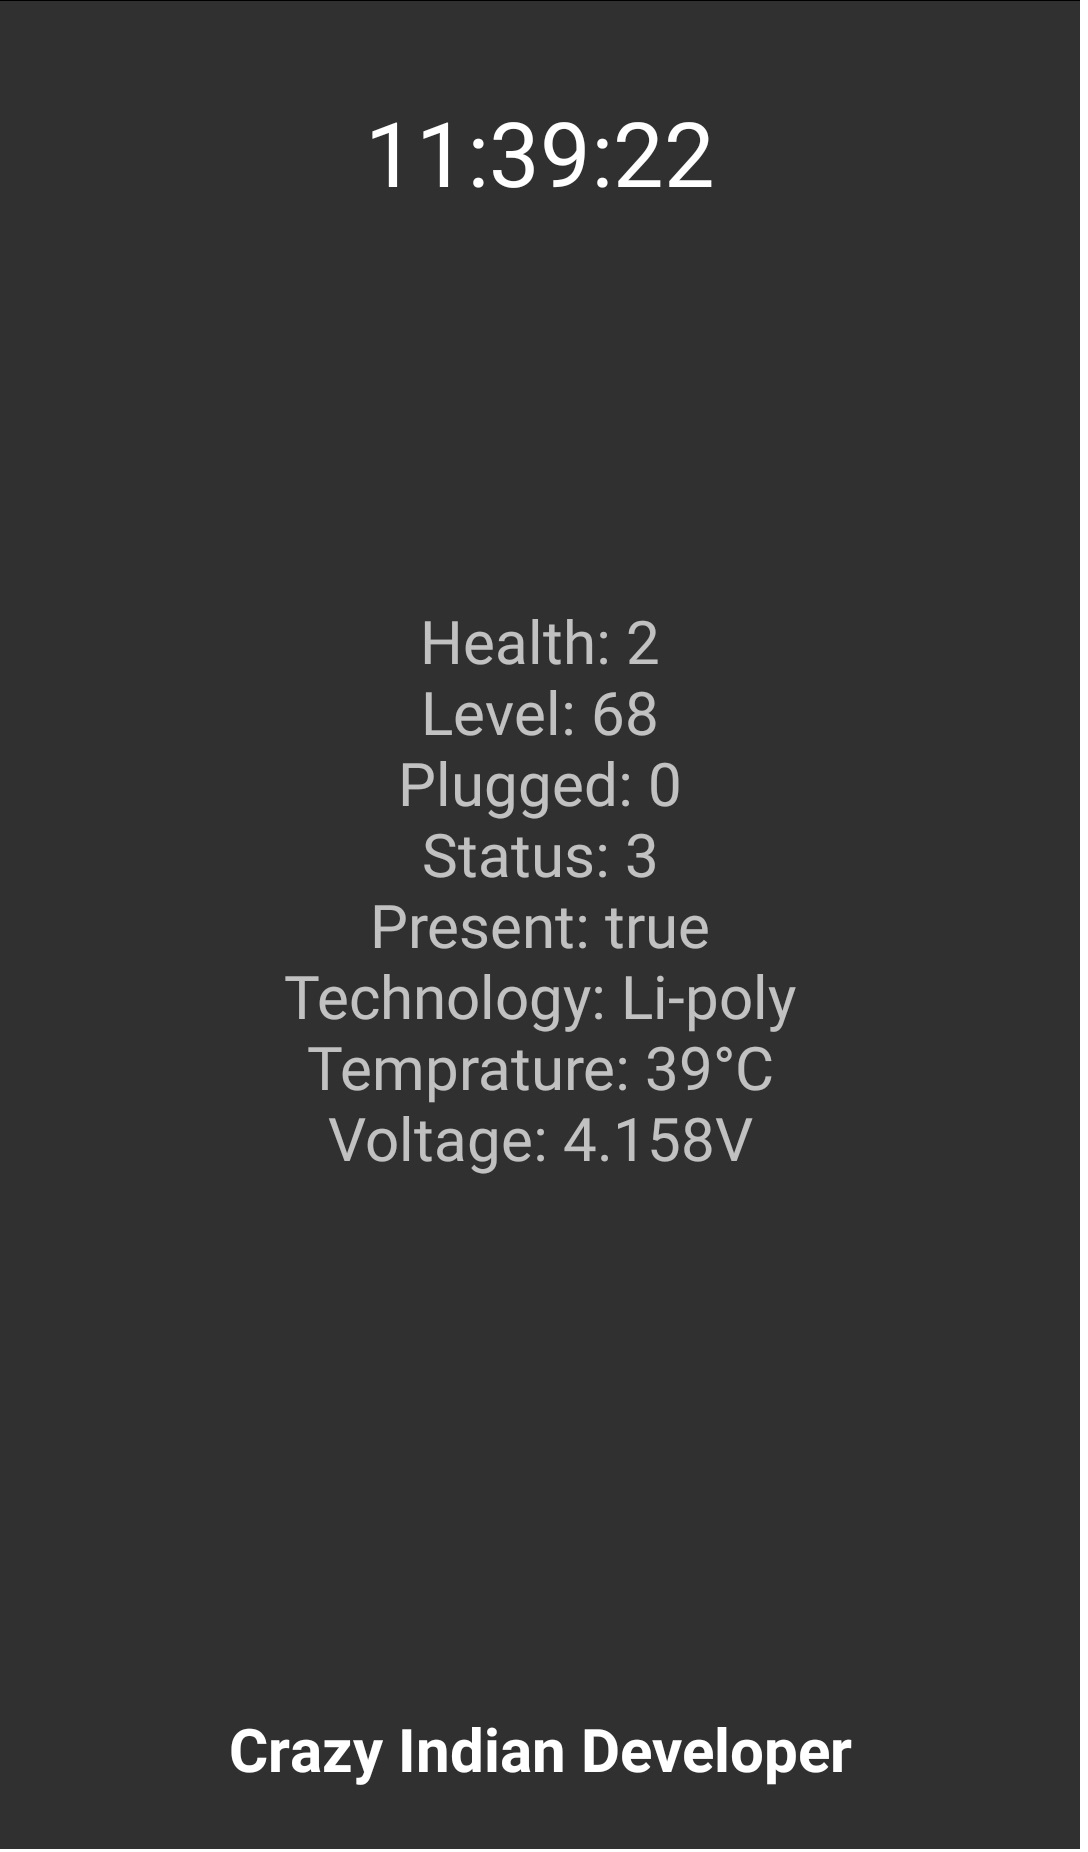 11:39:22
Health: 2
Level: 68
Plugged: 0
Status: 3
Present: true
Technology: Li-poly
Temprature: 39°C
Voltage: 4.158V
Crazy Indian Developer